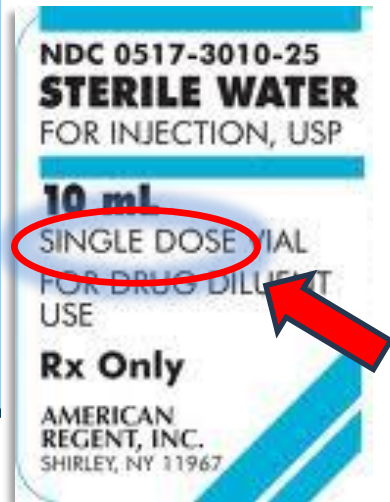 NDC 0517-3010-25
STERILE WATER
FOR INJECTION, USP
10 mL
SINGLE DOSE VIAL
FOR DRUG DILUENT
USE
Rx Only
AMERICAN
REGENT, INC.
SHIRLEY, NY 11967